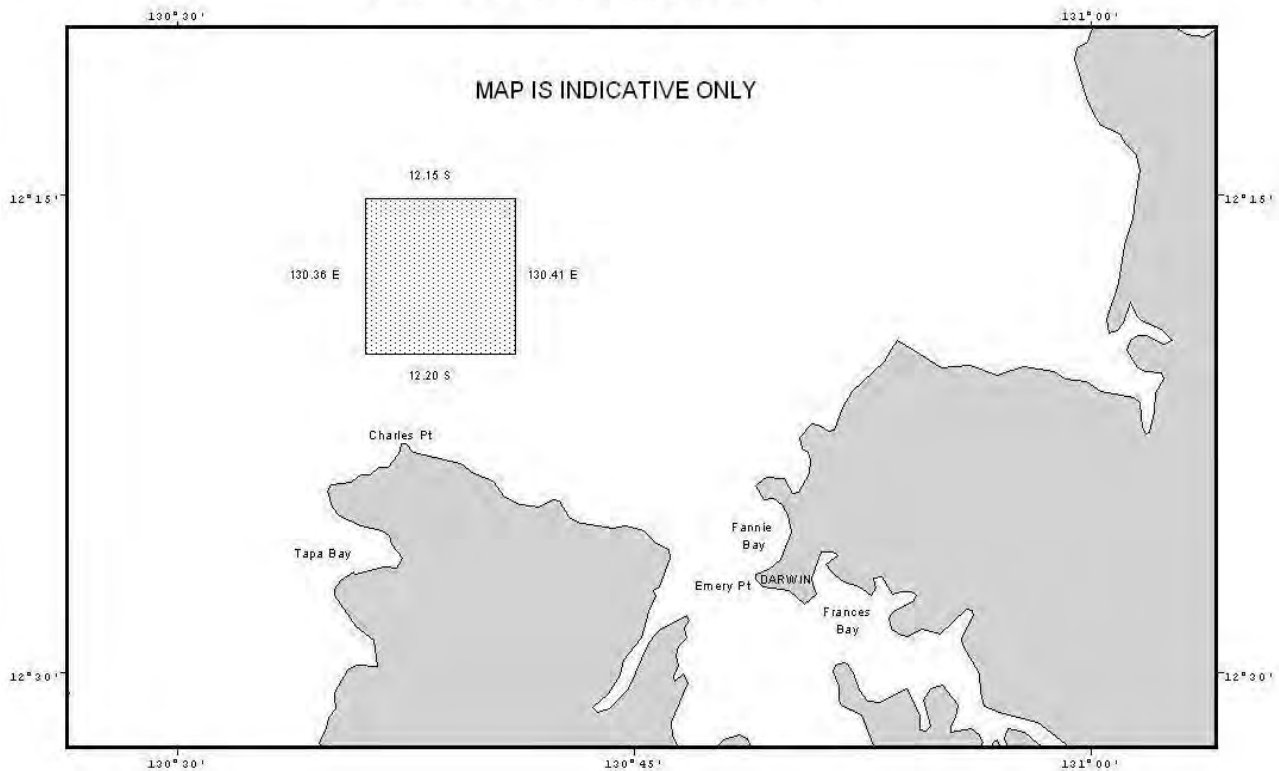 130°30'
131°00'
MAP IS INDICATIVE ONLY
12.15 S
12°15'
12°15'
130.36 E
130.41 E
12.20 S
Charles Pt
Fannie
Bay
Tapa Bay
Emery Pt
DARWIN
Frances
Bay
12°30'
12°30'
130°30'
130°45'
131°00'